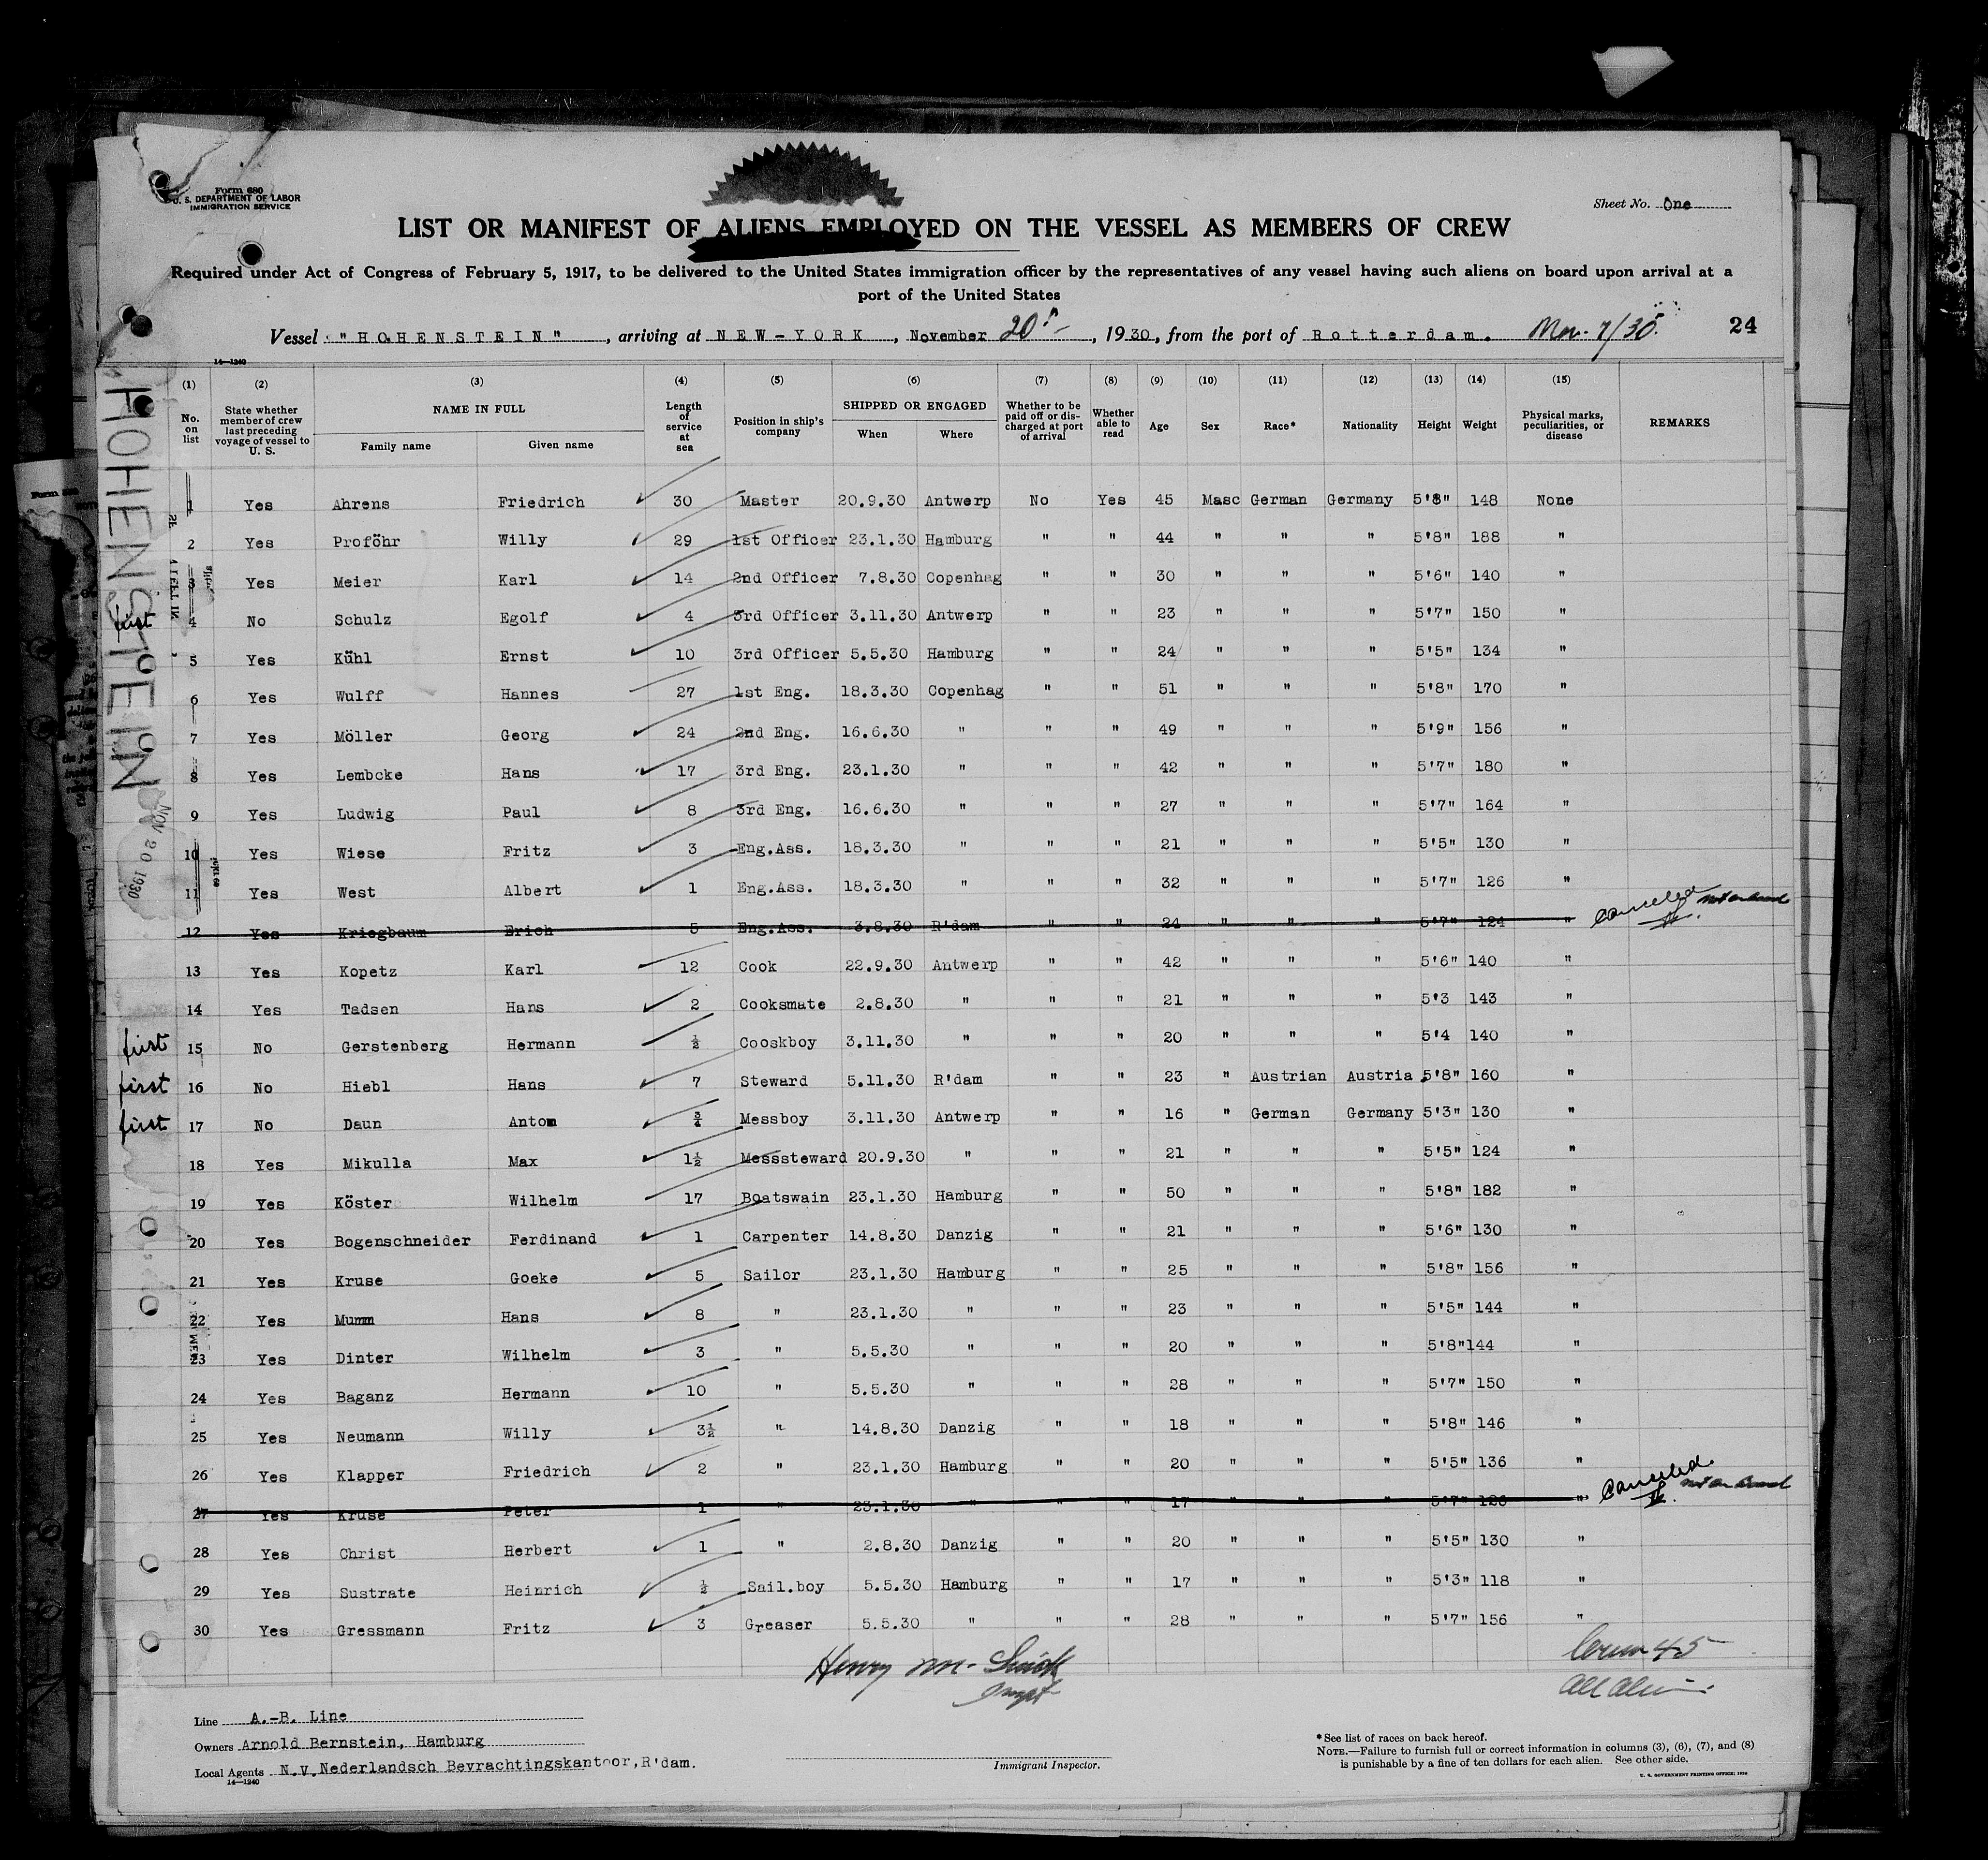 Form 680
U. S. DEPARTMENT OF LABOR
IMMIGRATION SERVICE
Sheet No. One
LIST OR MANIFEST OF ALIENS EMPLOYED ON THE VESSEL AS MEMBERS OF CREW
Required under Act of Congress of February 5, 1917, to be delivered to the United States immigration officer by the representatives of any vessel having such aliens on board upon arrival at a
port of the United States
Vessel "HOHENSTEIN", arriving at NEW-YORK, November 20, 1930, from the port of Rotterdam. Nov. 7/30. 24
14—1240
(1) (2) (3) (4) (5) (6) (7) (8) (9) (10) (11) (12) (13) (14) (15)
No. on list | State whether member of crew last preceding voyage of vessel to U. S. | NAME IN FULL | Length of service at sea | Position in ship's company | SHIPPED OR ENGAGED | Whether to be paid off or discharged at port of arrival | Whether able to read | Age | Sex | Race* | Nationality | Height | Weight | Physical marks, peculiarities, or disease | REMARKS
Family name | Given name | When | Where
HOHENSTEIN
NOV 20 1930
1 Yes Ahrens Friedrich 30 Master 20.9.30 Antwerp No Yes 45 Masc German Germany 5'8" 148 None
2 Yes Proföhr Willy 29 1st Officer 23.1.30 Hamburg " " 44 " " " 5'8" 188 "
3 Yes Meier Karl 14 2nd Officer 7.8.30 Copenhag " " 30 " " " 5'6" 140 "
first 4 No Schulz Egolf 4 3rd Officer 3.11.30 Antwerp " " 23 " " " 5'7" 150 "
5 Yes Kühl Ernst 10 3rd Officer 5.5.30 Hamburg " " 24 " " " 5'5" 134 "
6 Yes Wulff Hannes 27 1st Eng. 18.3.30 Copenhag " " 51 " " " 5'8" 170 "
7 Yes Möller Georg 24 2nd Eng. 16.6.30 " " " 49 " " " 5'9" 156 "
8 Yes Lembcke Hans 17 3rd Eng. 23.1.30 " " " 42 " " " 5'7" 180 "
9 Yes Ludwig Paul 8 3rd Eng. 16.6.30 " " " 27 " " " 5'7" 164 "
10 Yes Wiese Fritz 3 Eng.Ass. 18.3.30 " " " 21 " " " 5'5" 130 "
11 Yes West Albert 1 Eng.Ass. 18.3.30 " " " 32 " " " 5'7" 126 "
12 Yes Kriegbaum Erich 5 Eng.Ass. 3.8.30 R'dam " " 24 " " " 5'7" 124 " Canceled not on board
13 Yes Kopetz Karl 12 Cook 22.9.30 Antwerp " " 42 " " " 5'6" 140 "
14 Yes Tadsen Hans 2 Cooksmate 2.8.30 " " " 21 " " " 5'3 143 "
first 15 No Gerstenberg Hermann ½ Cooskboy 3.11.30 " " " 20 " " " 5'4 140 "
first 16 No Hiebl Hans 7 Steward 5.11.30 R'dam " " 23 " Austrian Austria 5'8" 160 "
first 17 No Daun Antom ¾ Messboy 3.11.30 Antwerp " " 16 " German Germany 5'3" 130 "
18 Yes Mikulla Max 1½ Messsteward 20.9.30 " " " 21 " " " 5'5" 124 "
19 Yes Köster Wilhelm 17 Boatswain 23.1.30 Hamburg " " 50 " " " 5'8" 182 "
20 Yes Bogenschneider Ferdinand 1 Carpenter 14.8.30 Danzig " " 21 " " " 5'6" 130 "
21 Yes Kruse Goeke 5 Sailor 23.1.30 Hamburg " " 25 " " " 5'8" 156 "
22 Yes Mumm Hans 8 " 23.1.30 " " " 23 " " " 5'5" 144 "
23 Yes Dinter Wilhelm 3 " 5.5.30 " " " 20 " " " 5'8" 144 "
24 Yes Baganz Hermann 10 " 5.5.30 " " " 28 " " " 5'7" 150 "
25 Yes Neumann Willy 3½ " 14.8.30 Danzig " " 18 " " " 5'8" 146 "
26 Yes Klapper Friedrich 2 " 23.1.30 Hamburg " " 20 " " " 5'5" 136 "
27 Yes Kruse Peter 1 " 23.1.30 " " " 17 " " " 5'7" 126 " Canceled not on board
28 Yes Christ Herbert 1 " 2.8.30 Danzig " " 20 " " " 5'5" 130 "
29 Yes Sustrate Heinrich ½ Sail.boy 5.5.30 Hamburg " " 17 " " " 5'3" 118 "
30 Yes Gressmann Fritz 3 Greaser 5.5.30 " " " 28 " " " 5'7" 156 "
Henry M. Smith
Inspt
Crew 45
All Aliens
Line A.-B. Line
Owners Arnold Bernstein, Hamburg
Local Agents N.V.Nederlandsch Bevrachtingskantoor, R'dam.
14—1240
Immigrant Inspector.
*See list of races on back hereof.
NOTE.—Failure to furnish full or correct information in columns (3), (6), (7), and (8)
is punishable by a fine of ten dollars for each alien. See other side.
U. S. GOVERNMENT PRINTING OFFICE: